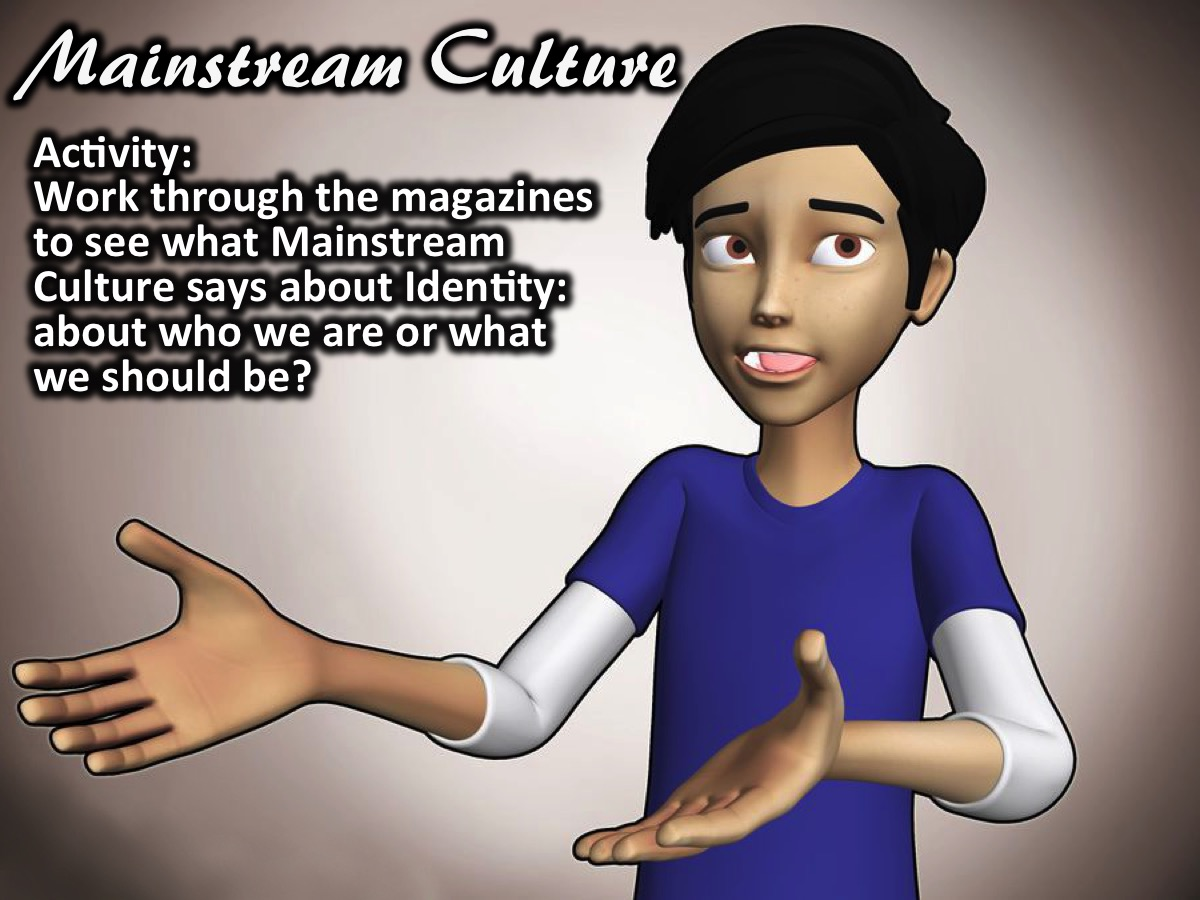 Mainstream Culture
Activity:
Work through the magazines
to see what Mainstream
Culture says about Identity:
about who we are or what
we should be?